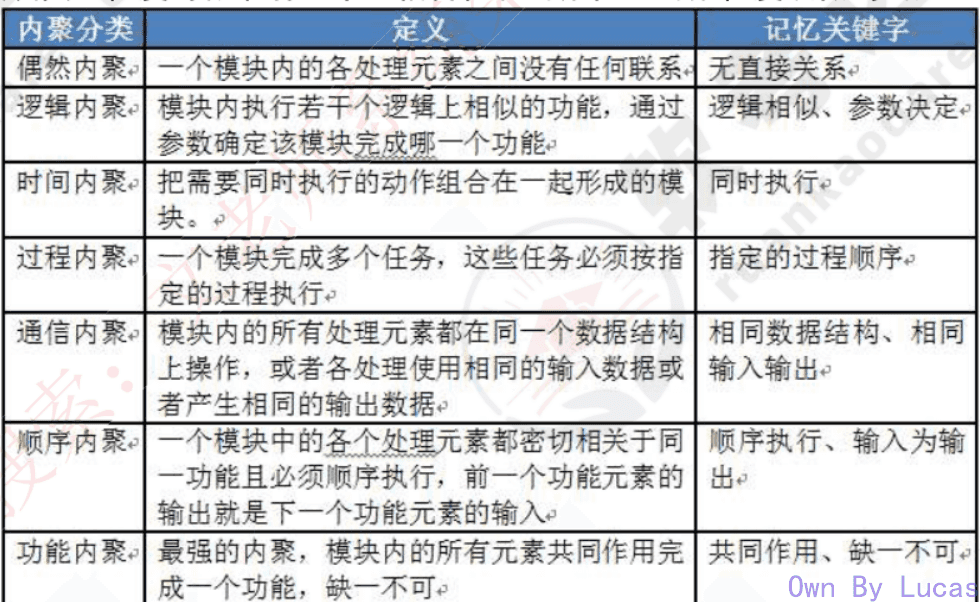 内聚分类 定义 记忆关键字
偶然内聚 一个模块内的各处理元素之间没有任何联系 无直接关系
逻辑内聚 模块内执行若干个逻辑上相似的功能，通过 逻辑相似、参数决定
参数确定该模块完成哪一个功能
时间内聚 把需要同时执行的动作组合在一起形成的模 同时执行
块。
过程内聚 一个模块完成多个任务，这些任务必须按指 指定的过程顺序
定的过程执行
通信内聚 模块内的所有处理元素都在同一个数据结构 相同数据结构、相同
上操作，或者各处理使用相同的输入数据或 输入输出
者产生相同的输出数据
顺序内聚 一个模块中的各个处理元素都密切相关于同 顺序执行、输入为输
一功能且必须顺序执行，前一个功能元素的 出
输出就是下一个功能元素的输入
功能内聚 最强的内聚，模块内的所有元素共同作用完 共同作用、缺一不可
成一个功能，缺一不可
Own By Lucas